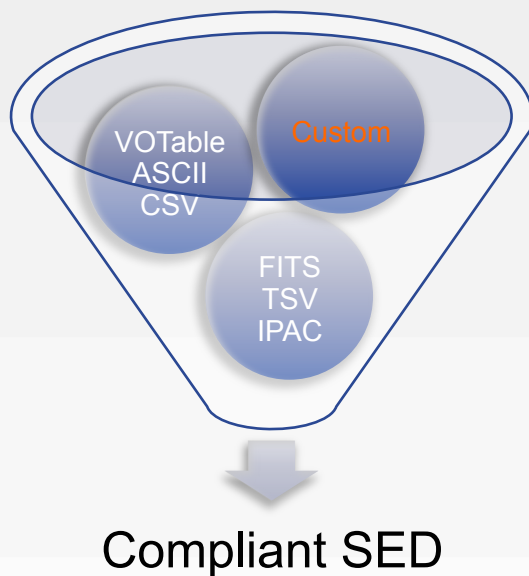 VOTable
ASCII
CSV
Custom
FITS
TSV
IPAC
Compliant SED